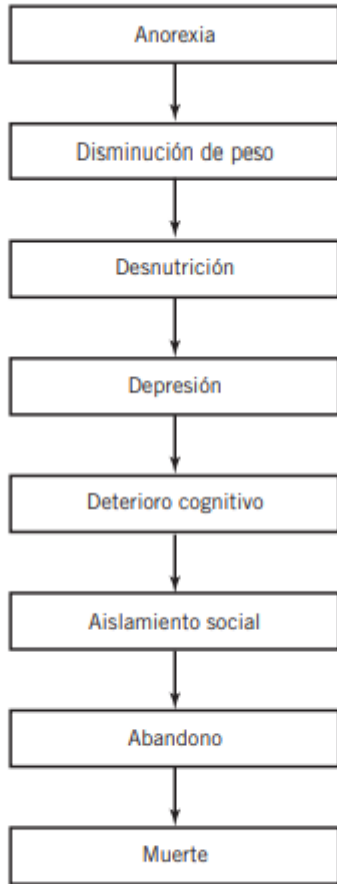 Anorexia
Disminución de peso
Desnutrición
Depresión
Deterioro cognitivo
Aislamiento social
Abandono
Muerte